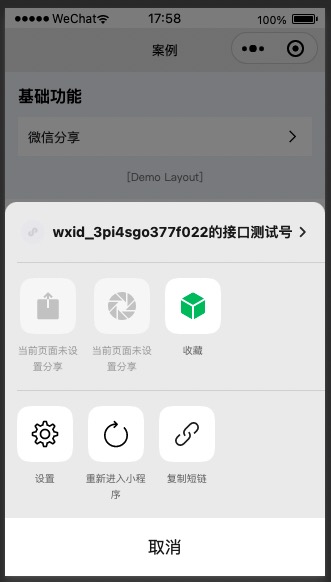 WeChat
17:58
100%
案例
基础功能
微信分享
[Demo Layout]
wxid_3pi4sgo377f022的接口测试号
当前页面未设
置分享
当前页面未设
置分享
收藏
设置
重新进入小程
序
复制短链
取消